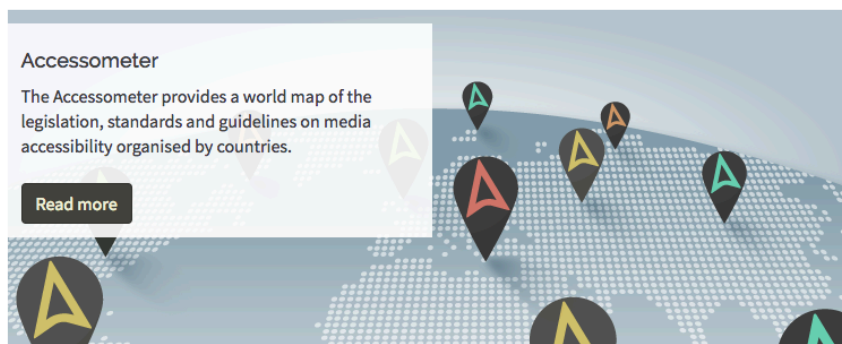 Accessometer
The Accessometer provides a world map of the
legislation, standards and guidelines on media
accessibility organised by countries.
Read more